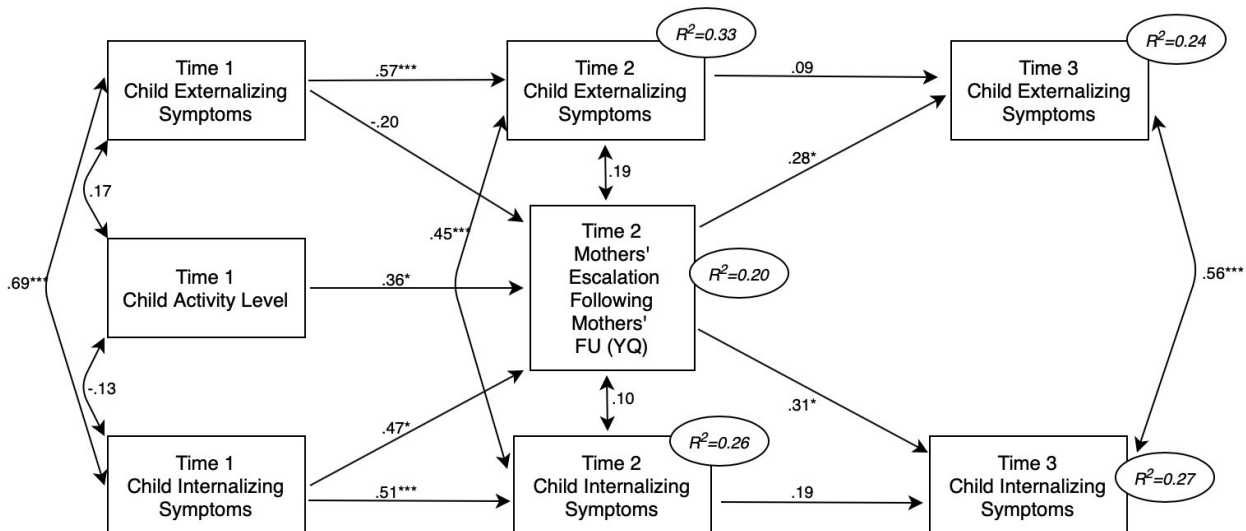 R²=0.33
R²=0.24
Time 1
Child Externalizing
Symptoms
.57***
Time 2
Child Externalizing
Symptoms
.09
Time 3
Child Externalizing
Symptoms
-.20
.28*
.17
.19
.45***
Time 2
Mothers'
Escalation
Following
Mothers'
FU (YQ)
R²=0.20
.69***
Time 1
Child Activity Level
.36*
.56***
-.13
.10
.31*
.47*
R²=0.26
Time 1
Child Internalizing
Symptoms
.51***
Time 2
Child Internalizing
Symptoms
.19
Time 3
Child Internalizing
Symptoms
R²=0.27